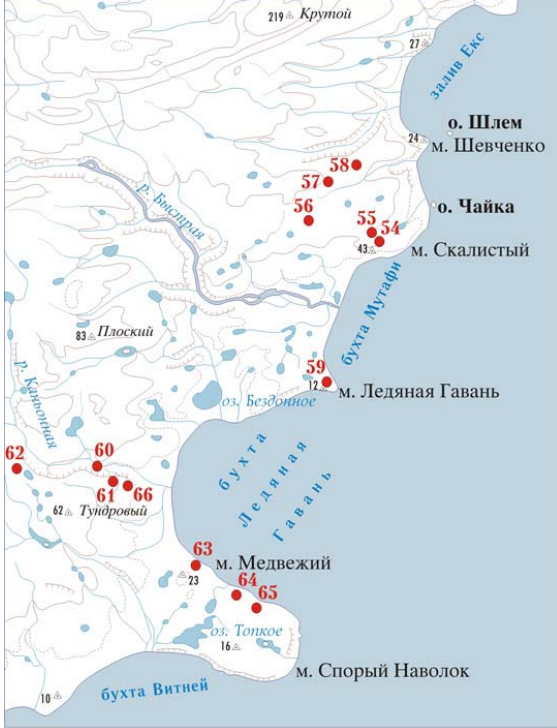 219 Крутой
27
залив Екс
о. Шлем
24
м. Шевченко
58
57
р. Быстрая
56
о. Чайка
55
54
43
м. Скалистый
бухта Мутафи
83 Плоский
р. Каньонная
59
12
м. Ледяная Гавань
оз. Бездонное
бухта
Ледяная
Гавань
62
60
61
66
62 Тундровый
63
м. Медвежий
23
64
65
оз. Топкое
16
м. Спорый Наволок
бухта Витней
10